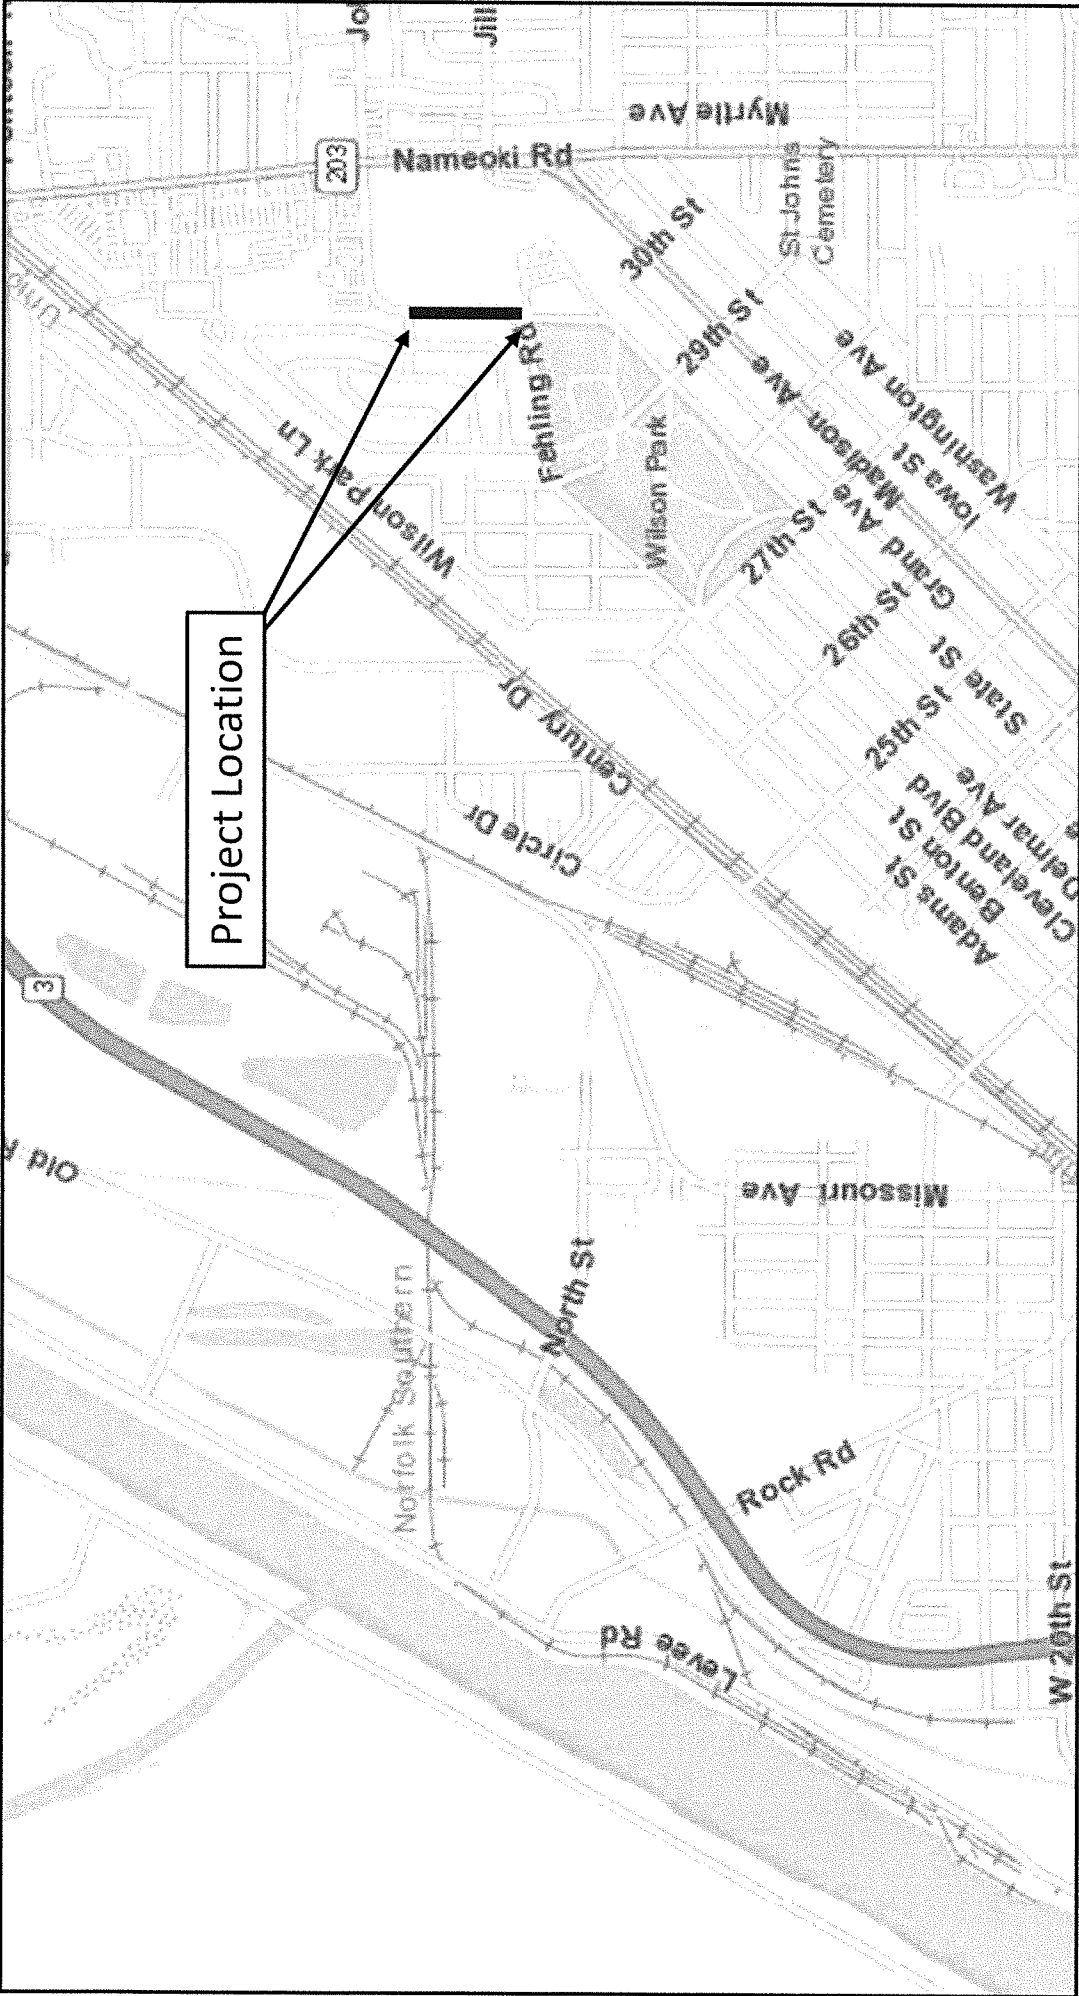 203
Nameoki Rd
Myrtle Ave
St Johns
Cemetery
30th St
29th St
27th St
26th St
25th St
Fehling Rd
Wilson Park
Wilson Park Ln
Madison Ave
Washington Ave
Iowa St
Grand Ave
State St
Delmar Ave
Cleveland Blvd
Benton St
Adams St
Project Location
Century Dr
Circle Dr
3
Old
Missouri Ave
North St
Norfolk Southern
Rock Rd
Levee Rd
W 20th St
Jill